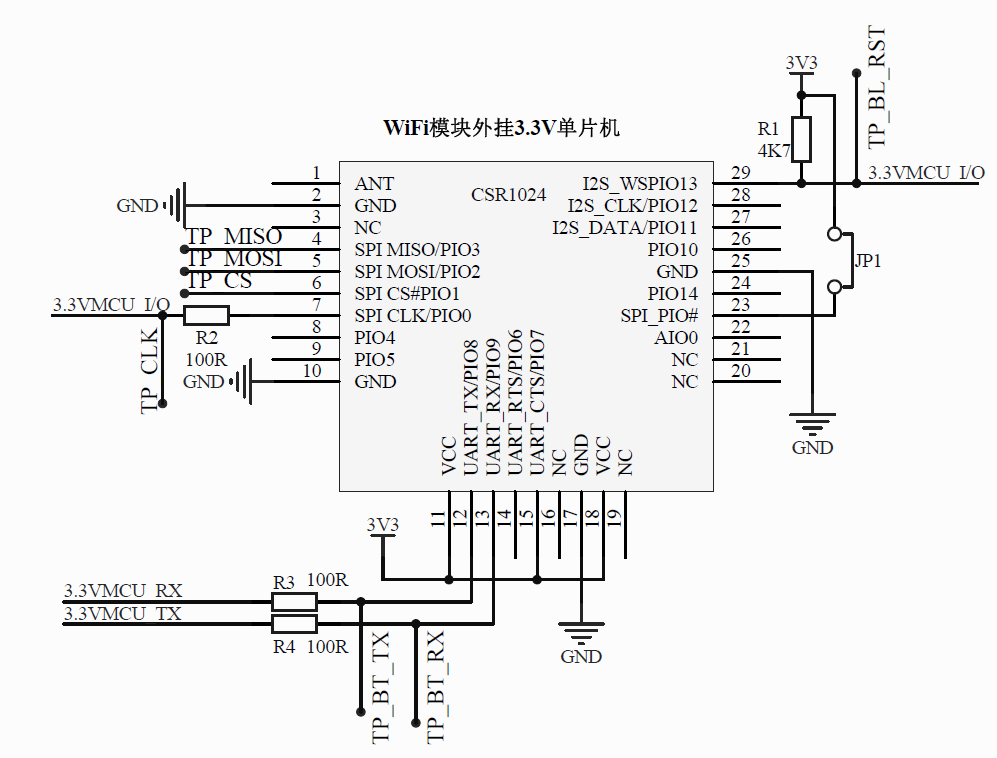 WiFi模块外挂3.3V单片机
CSR1024
3V3
R1
4K7
TP_BL_RST
3.3VMCU_I/O
JP1
GND
1 ANT
2 GND
3 NC
4 SPI MISO/PIO3
5 SPI MOSI/PIO2
6 SPI CS#PIO1
7 SPI CLK/PIO0
8 PIO4
9 PIO5
10 GND
GND
TP_MISO
TP_MOSI
TP_CS
3.3VMCU_I/O
R2
100R
TP_CLK
GND
I2S_WSPIO13 29
I2S_CLK/PIO12 28
I2S_DATA/PIO11 27
PIO10 26
GND 25
PIO14 24
SPI_PIO# 23
AIO0 22
NC 21
NC 20
VCC 11
UART_TX/PIO8 12
UART_RX/PIO9 13
UART_RTS/PIO6 14
UART_CTS/PIO7 15
NC 16
GND 17
VCC 18
NC 19
3V3
3.3VMCU_RX
R3 100R
3.3VMCU_TX
R4 100R
TP_BT_TX
TP_BT_RX
GND